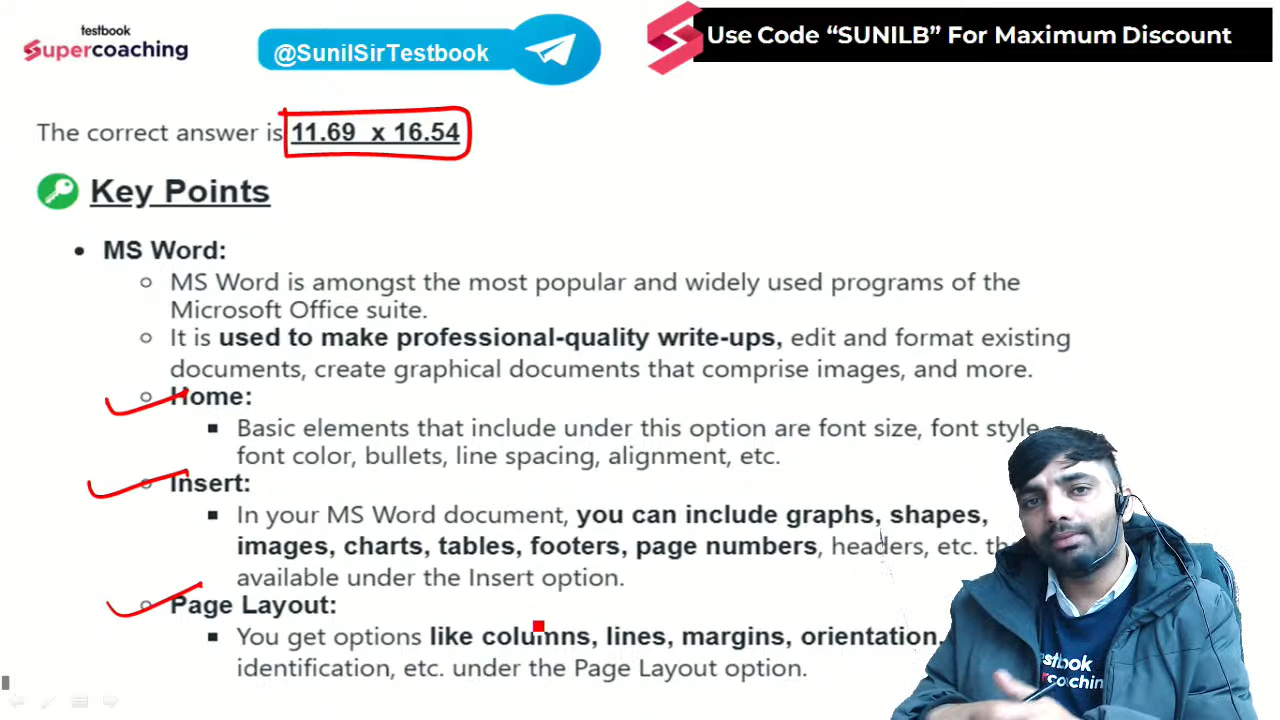 testbook
Supercoaching
@SunilSirTestbook
Use Code “SUNILB” For Maximum Discount
The correct answer is 11.69 x 16.54
Key Points
MS Word:
MS Word is amongst the most popular and widely used programs of the
Microsoft Office suite.
It is used to make professional-quality write-ups, edit and format existing
documents, create graphical documents that comprise images, and more.
Home:
Basic elements that include under this option are font size, font style,
font color, bullets, line spacing, alignment, etc.
Insert:
In your MS Word document, you can include graphs, shapes,
images, charts, tables, footers, page numbers, headers, etc.
available under the Insert option.
Page Layout:
You get options like columns, lines, margins, orientation,
identification, etc. under the Page Layout option.